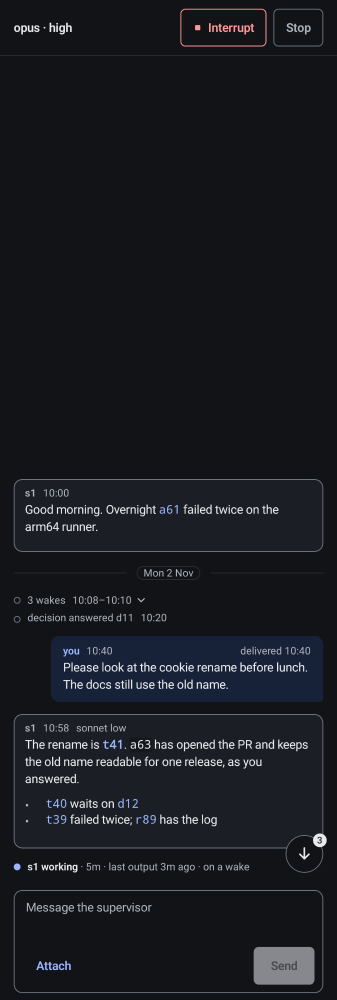 opus · high
Interrupt
Stop
s1 10:00
Good morning. Overnight a61 failed twice on the
arm64 runner.
Mon 2 Nov
3 wakes 10:08–10:10
decision answered d11 10:20
you 10:40 delivered 10:40
Please look at the cookie rename before lunch.
The docs still use the old name.
s1 10:58 sonnet low
The rename is t41. a63 has opened the PR and keeps
the old name readable for one release, as you
answered.
• t40 waits on d12
• t39 failed twice; r89 has the log
3
s1 working · 5m · last output 3m ago · on a wake
Message the supervisor
Attach
Send